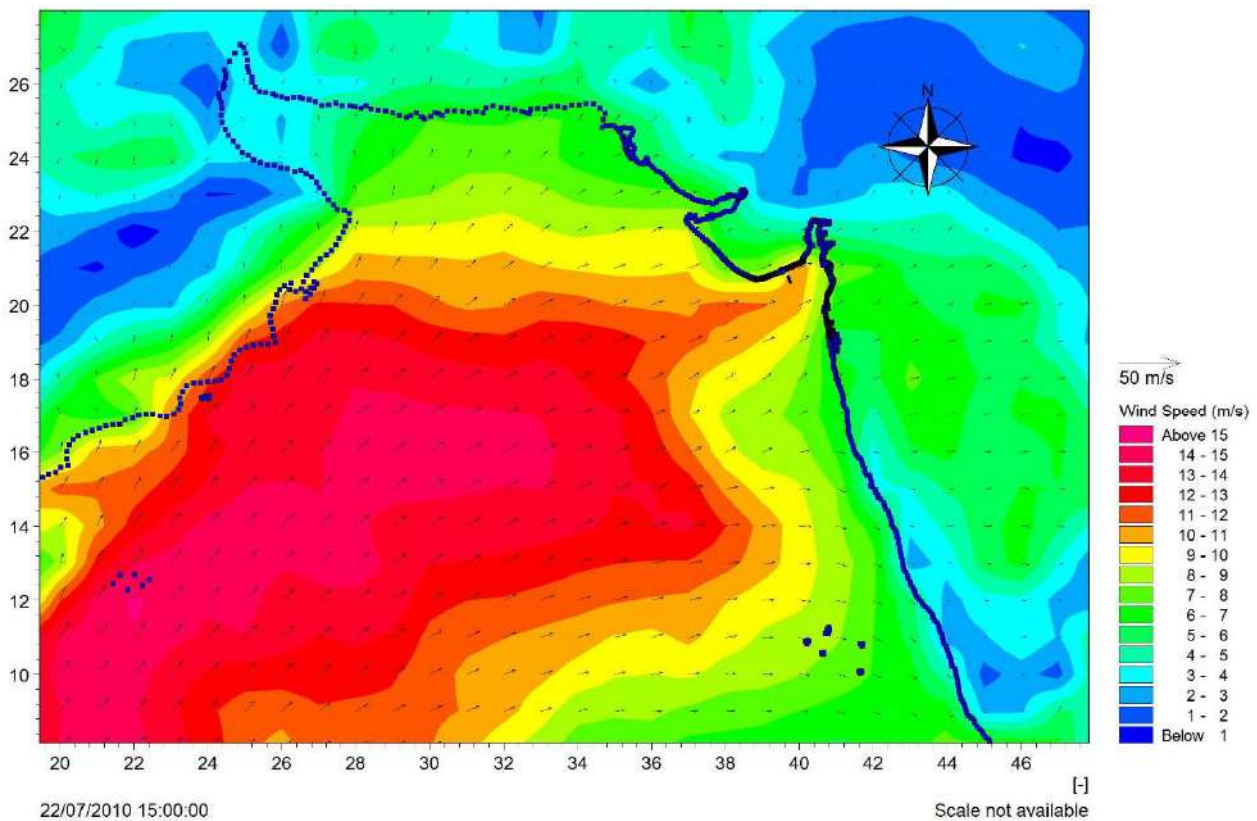 N
26
24
22
20
18
16
14
12
10
20 22 24 26 28 30 32 34 36 38 40 42 44 46
[-]
22/07/2010 15:00:00
Scale not available
50 m/s
Wind Speed (m/s)
Above 15
14 - 15
13 - 14
12 - 13
11 - 12
10 - 11
9 - 10
8 - 9
7 - 8
6 - 7
5 - 6
4 - 5
3 - 4
2 - 3
1 - 2
Below 1